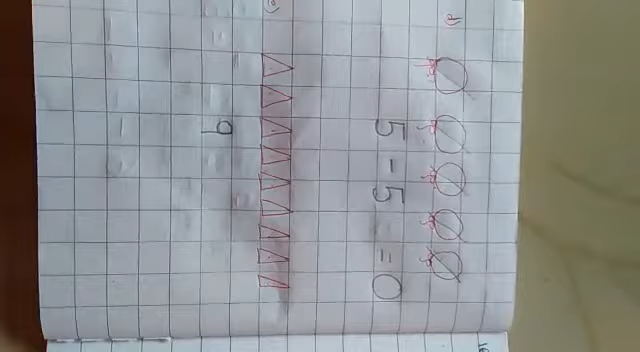 d)
5 - 5 = 0
e)
9